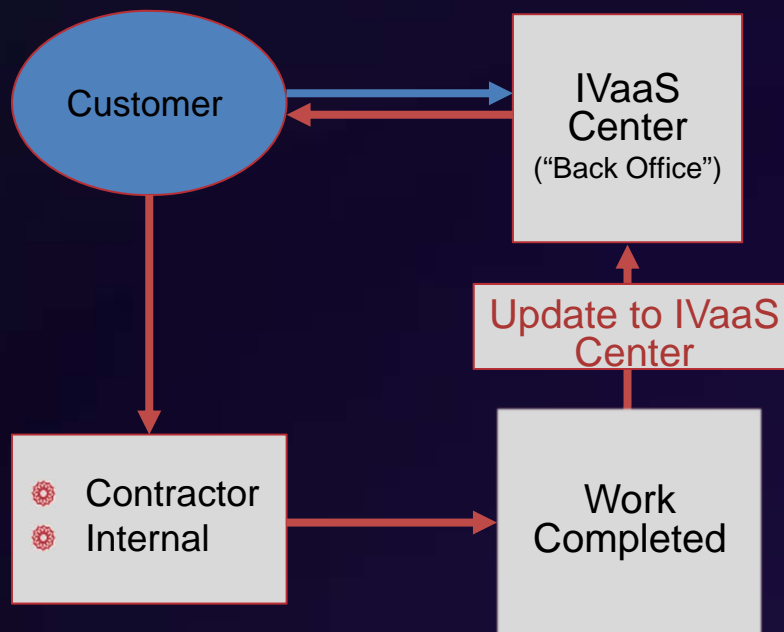 Customer
IVaaS
Center
(“Back Office”)
Update to IVaaS
Center
Contractor
Internal
Work
Completed